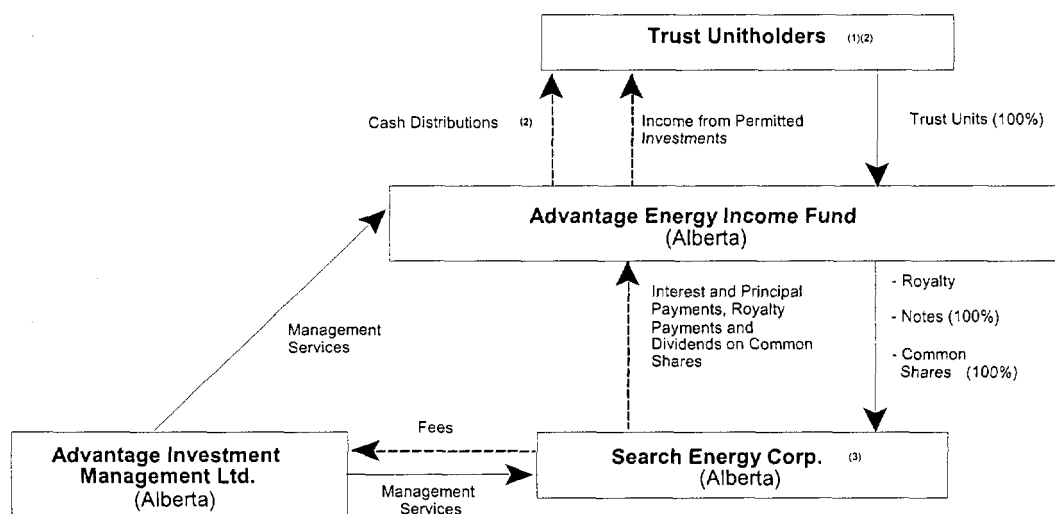 Trust Unitholders (1)(2)
Cash Distributions (2)
Income from Permitted
Investments
Trust Units (100%)
Advantage Energy Income Fund
(Alberta)
Management
Services
Interest and Principal
Payments, Royalty
Payments and
Dividends on Common
Shares
- Royalty
- Notes (100%)
- Common
Shares (100%)
Fees
Advantage Investment
Management Ltd.
(Alberta)
Management
Services
Search Energy Corp. (3)
(Alberta)